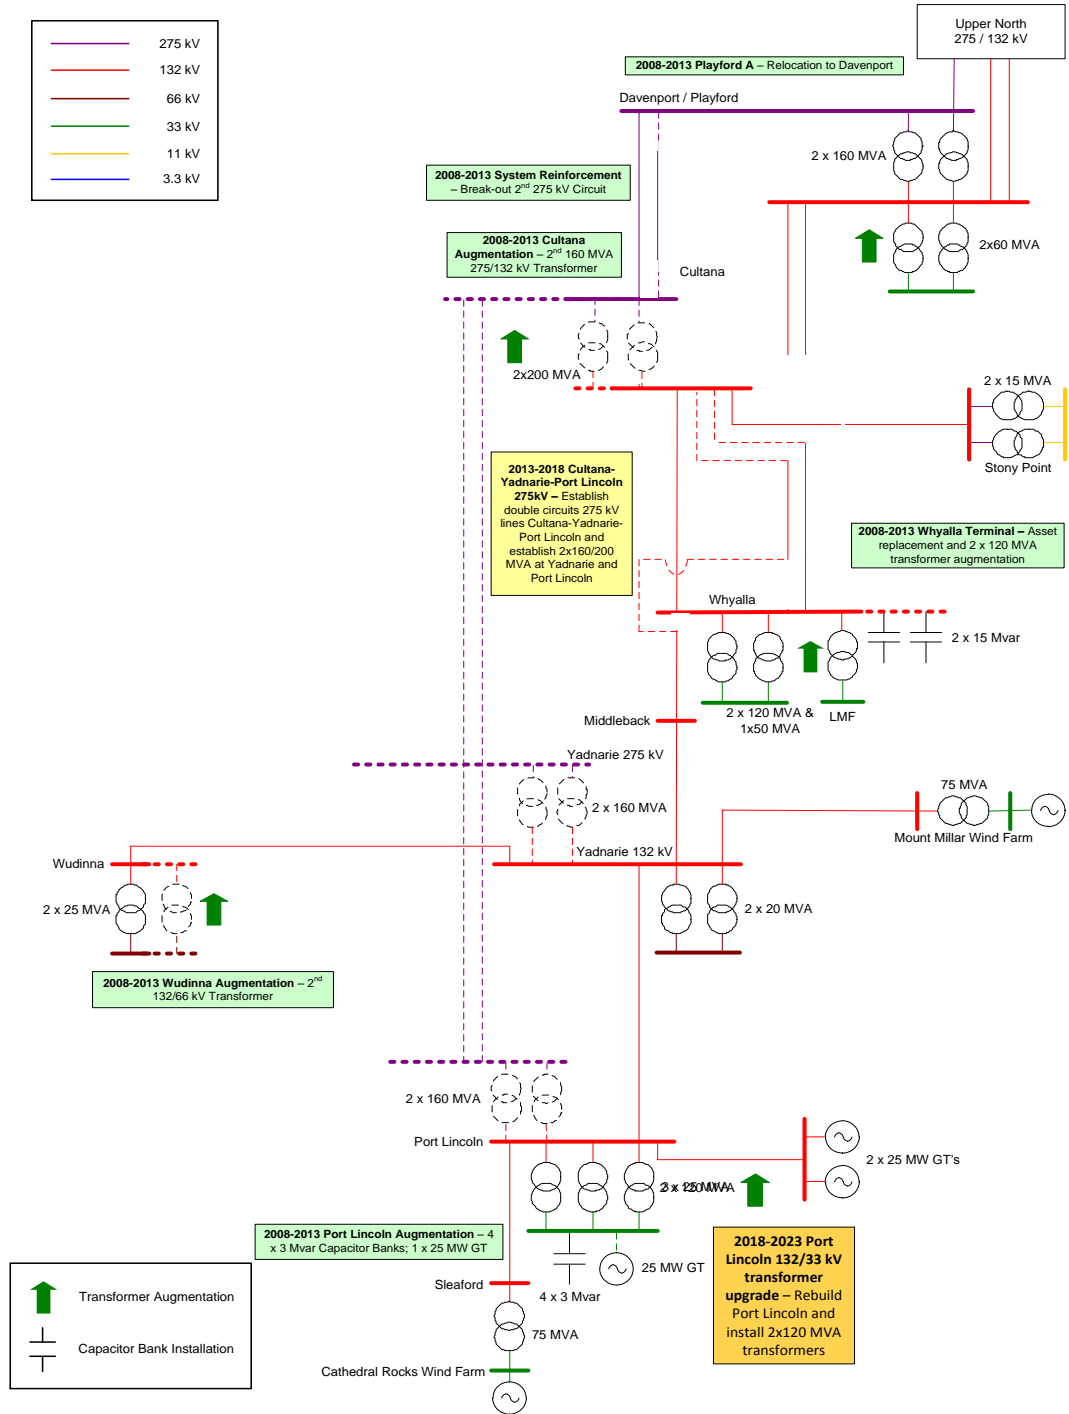 275 kV
132 kV
66 kV
33 kV
11 kV
3.3 kV
Upper North
275 / 132 kV
2008-2013 Playford A – Relocation to Davenport
Davenport / Playford
2 x 160 MVA
2008-2013 System Reinforcement
– Break-out 2nd 275 kV Circuit
2x60 MVA
2008-2013 Cultana
Augmentation – 2nd 160 MVA
275/132 kV Transformer
Cultana
2x200 MVA
2 x 15 MVA
Stony Point
2013-2018 Cultana-
Yadnarie-Port Lincoln
275kV – Establish
double circuits 275 kV
lines Cultana-Yadnarie-
Port Lincoln and
establish 2x160/200
MVA at Yadnarie and
Port Lincoln
2008-2013 Whyalla Terminal – Asset
replacement and 2 x 120 MVA
transformer augmentation
Whyalla
2 x 15 Mvar
2 x 120 MVA &
1x50 MVA
LMF
Middleback
Yadnarie 275 kV
2 x 160 MVA
75 MVA
Mount Millar Wind Farm
Yadnarie 132 kV
Wudinna
2 x 25 MVA
2 x 20 MVA
2008-2013 Wudinna Augmentation – 2nd
132/66 kV Transformer
2 x 160 MVA
Port Lincoln
2 x 25 MW GT's
3 x 25 MVA
2 x 120 MVA
2008-2013 Port Lincoln Augmentation – 4
x 3 Mvar Capacitor Banks; 1 x 25 MW GT
25 MW GT
4 x 3 Mvar
2018-2023 Port
Lincoln 132/33 kV
transformer
upgrade – Rebuild
Port Lincoln and
install 2x120 MVA
transformers
Sleaford
75 MVA
Cathedral Rocks Wind Farm
Transformer Augmentation
Capacitor Bank Installation